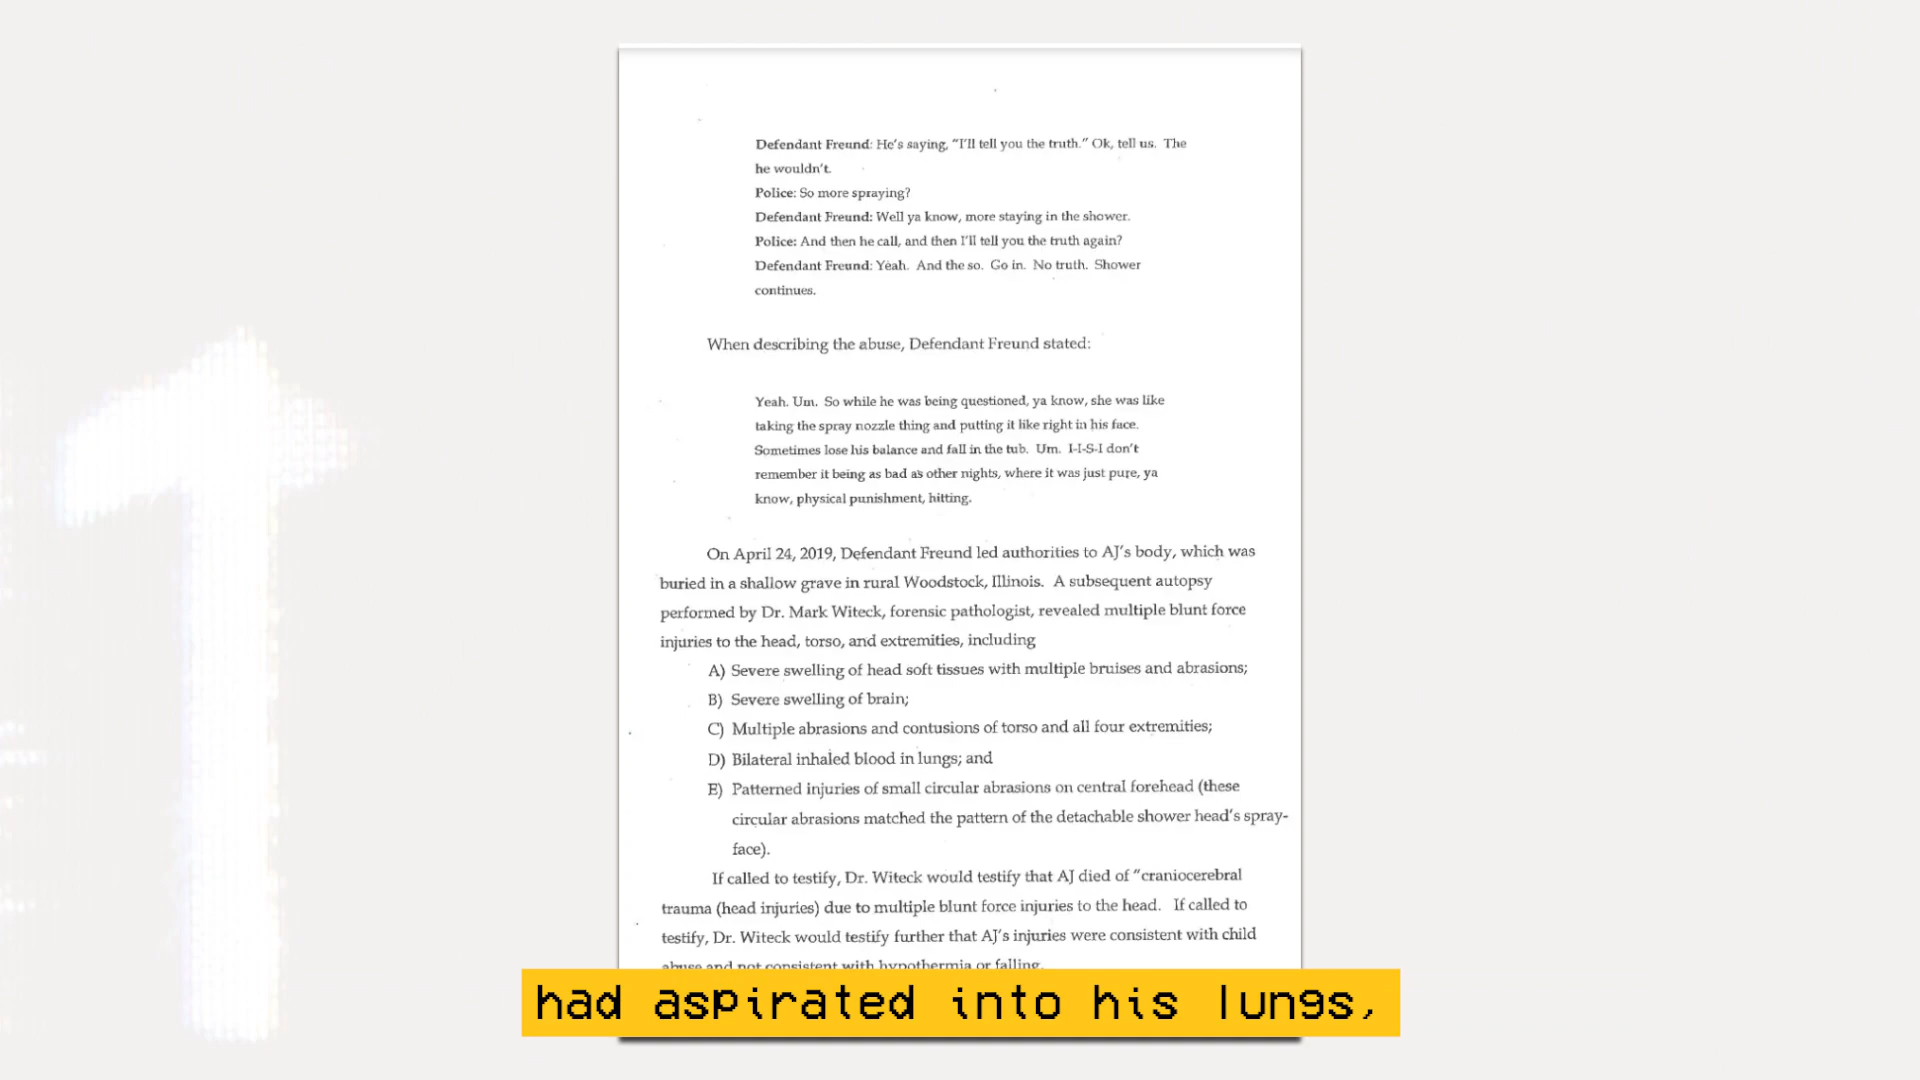 Defendant Freund: He's saying, “I'll tell you the truth.” Ok, tell us. The
he wouldn't.
Police: So more spraying?
Defendant Freund: Well ya know, more staying in the shower.
Police: And then he call, and then I'll tell you the truth again?
Defendant Freund: Yeah. And the so. Go in. No truth. Shower
continues.
When describing the abuse, Defendant Freund stated:
Yeah. Um. So while he was being questioned, ya know, she was like
taking the spray nozzle thing and putting it like right in his face.
Sometimes lose his balance and fall in the tub. Um. I-I-S-I don't
remember it being as bad as other nights, where it was just pure, ya
know, physical punishment, hitting.
On April 24, 2019, Defendant Freund led authorities to AJ's body, which was
buried in a shallow grave in rural Woodstock, Illinois. A subsequent autopsy
performed by Dr. Mark Witeck, forensic pathologist, revealed multiple blunt force
injuries to the head, torso, and extremities, including
A) Severe swelling of head soft tissues with multiple bruises and abrasions;
B) Severe swelling of brain;
C) Multiple abrasions and contusions of torso and all four extremities;
D) Bilateral inhaled blood in lungs; and
E) Patterned injuries of small circular abrasions on central forehead (these
circular abrasions matched the pattern of the detachable shower head's spray-
face).
If called to testify, Dr. Witeck would testify that AJ died of “craniocerebral
trauma (head injuries) due to multiple blunt force injuries to the head. If called to
testify, Dr. Witeck would testify further that AJ's injuries were consistent with child
abuse and not consistent with hypothermia or falling.
had aspirated into his lungs,